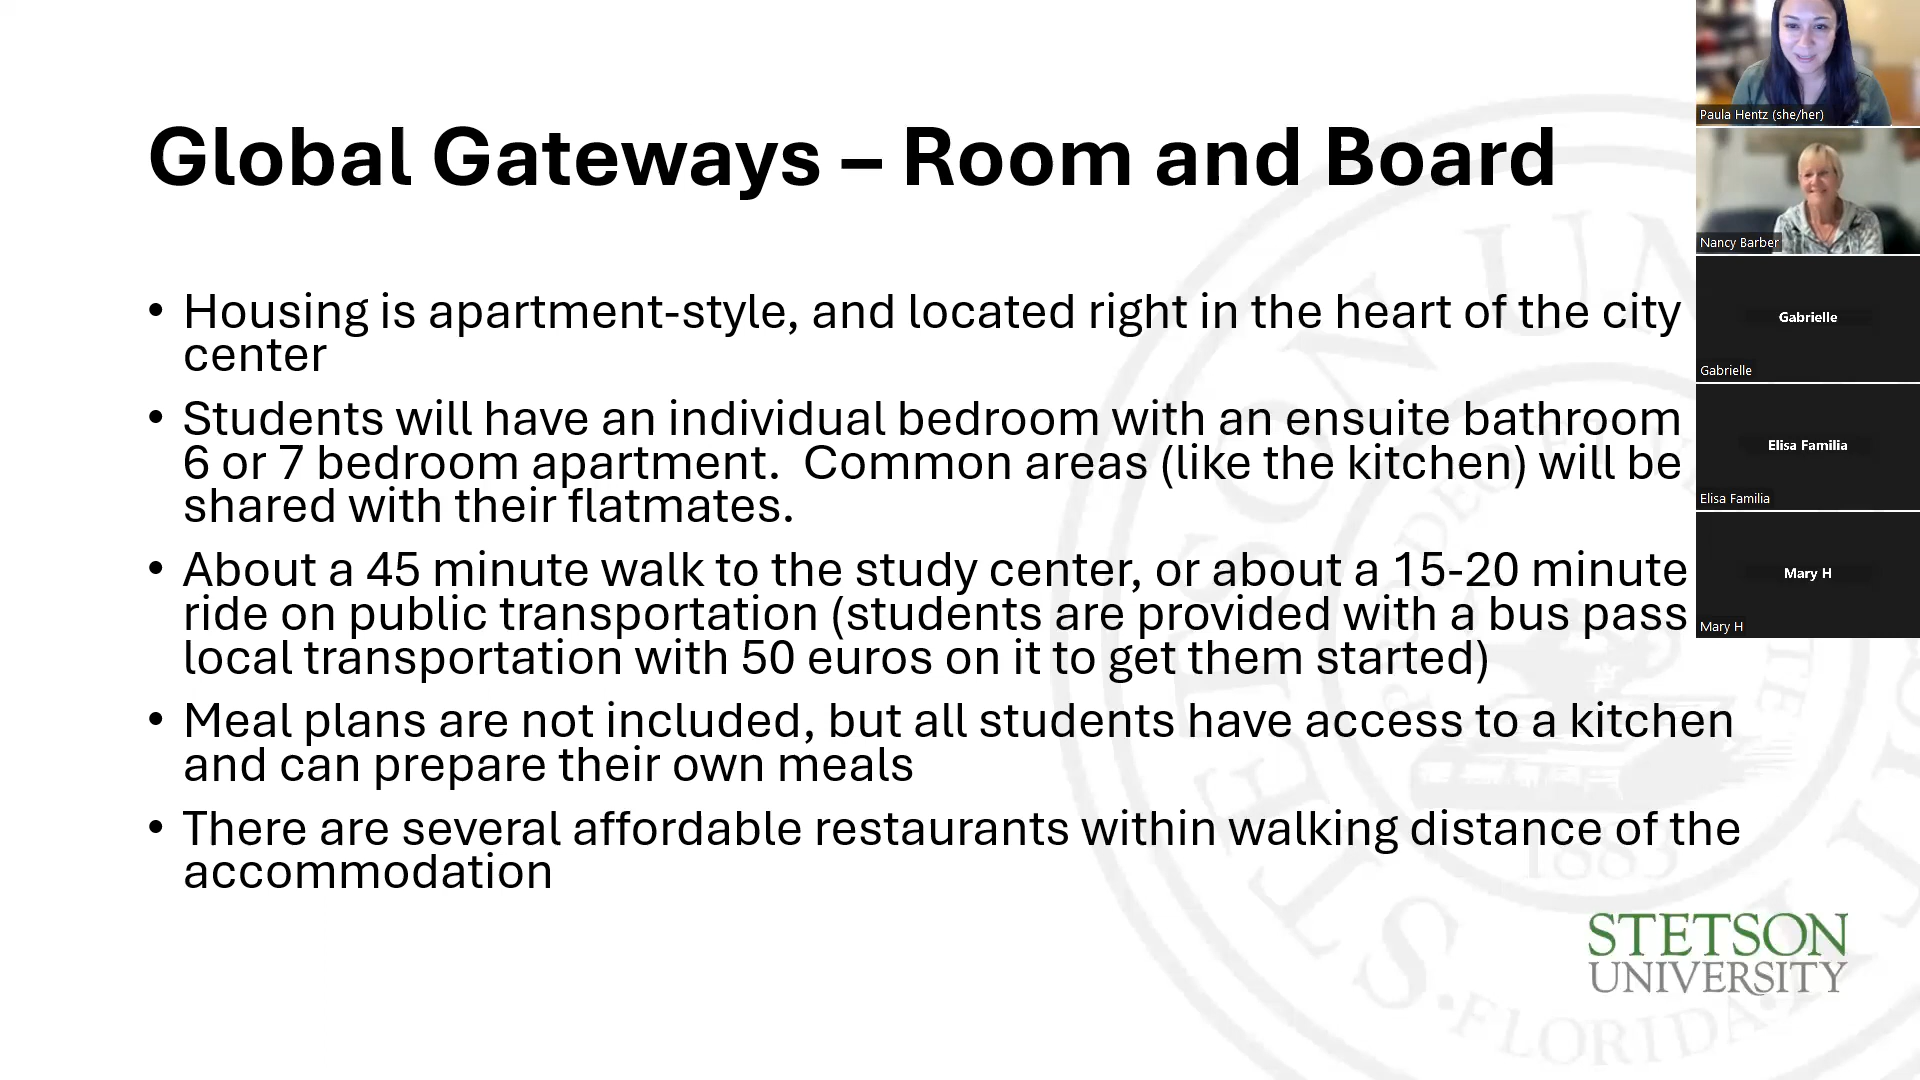 Global Gateways – Room and Board
• Housing is apartment-style, and located right in the heart of the city
center
• Students will have an individual bedroom with an ensuite bathroom
6 or 7 bedroom apartment.  Common areas (like the kitchen) will be
shared with their flatmates.
• About a 45 minute walk to the study center, or about a 15-20 minute
ride on public transportation (students are provided with a bus pass
local transportation with 50 euros on it to get them started)
• Meal plans are not included, but all students have access to a kitchen
and can prepare their own meals
• There are several affordable restaurants within walking distance of the
accommodation
STETSON
UNIVERSITY
Paula Hentz (she/her)
Nancy Barber
Gabrielle
Gabrielle
Elisa Familia
Elisa Familia
Mary H
Mary H
1883
FLORIDA